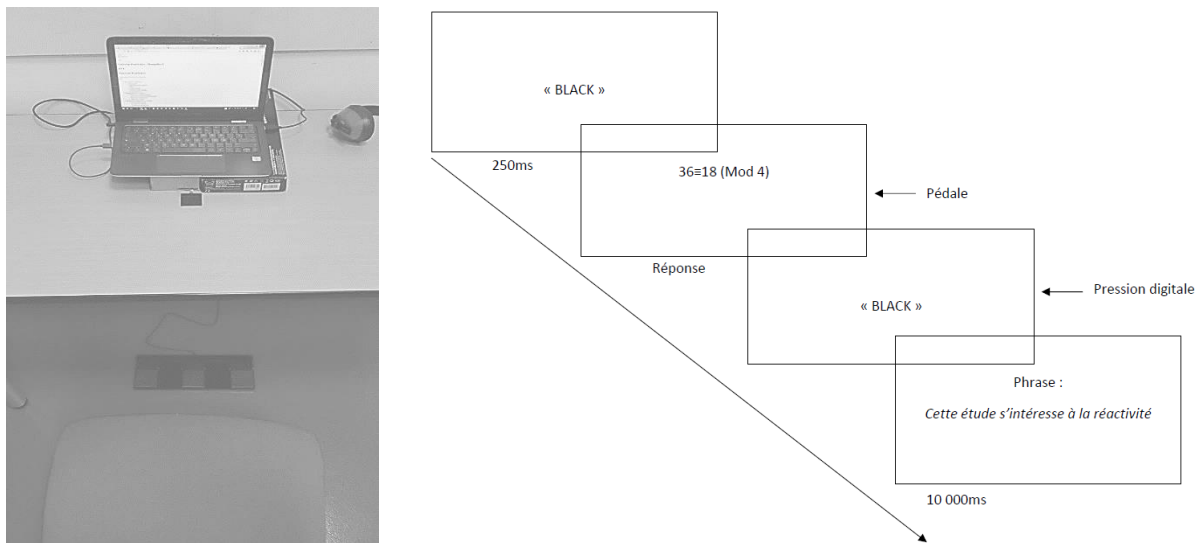 « BLACK »
250ms
36≡18 (Mod 4)
Pédale
Réponse
« BLACK »
Pression digitale
Phrase :
Cette étude s’intéresse à la réactivité
10 000ms